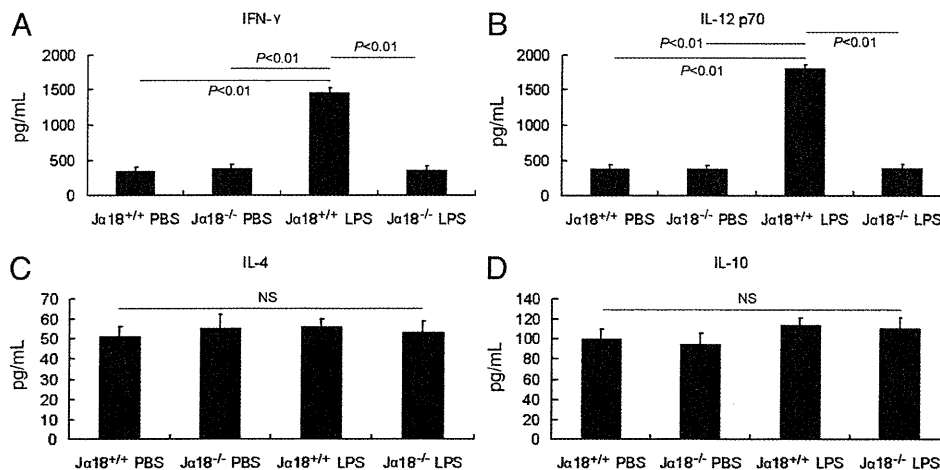 A
IFN-γ
P<0.01
P<0.01
P<0.01
pg/mL
2000
1500
1000
500
0
Jα18+/+ PBS Jα18-/- PBS Jα18+/+ LPS Jα18-/- LPS
B
IL-12 p70
P<0.01
P<0.01
P<0.01
pg/mL
2000
1500
1000
500
0
Jα18+/+ PBS Jα18-/- PBS Jα18+/+ LPS Jα18-/- LPS
C
IL-4
NS
pg/mL
70
60
50
40
30
20
10
0
Jα18+/+ PBS Jα18-/- PBS Jα18+/+ LPS Jα18-/- LPS
D
IL-10
NS
pg/mL
140
120
100
80
60
40
20
0
Jα18+/+ PBS Jα18-/- PBS Jα18+/+ LPS Jα18-/- LPS